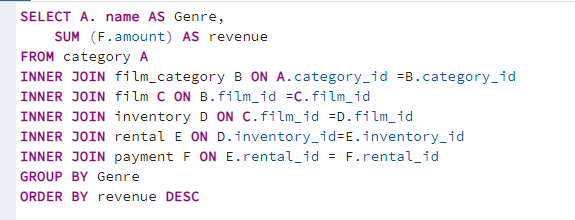 SELECT A. name AS Genre,
SUM (F.amount) AS revenue
FROM category A
INNER JOIN film_category B ON A.category_id =B.category_id
INNER JOIN film C ON B.film_id =C.film_id
INNER JOIN inventory D ON C.film_id =D.film_id
INNER JOIN rental E ON D.inventory_id=E.inventory_id
INNER JOIN payment F ON E.rental_id = F.rental_id
GROUP BY Genre
ORDER BY revenue DESC